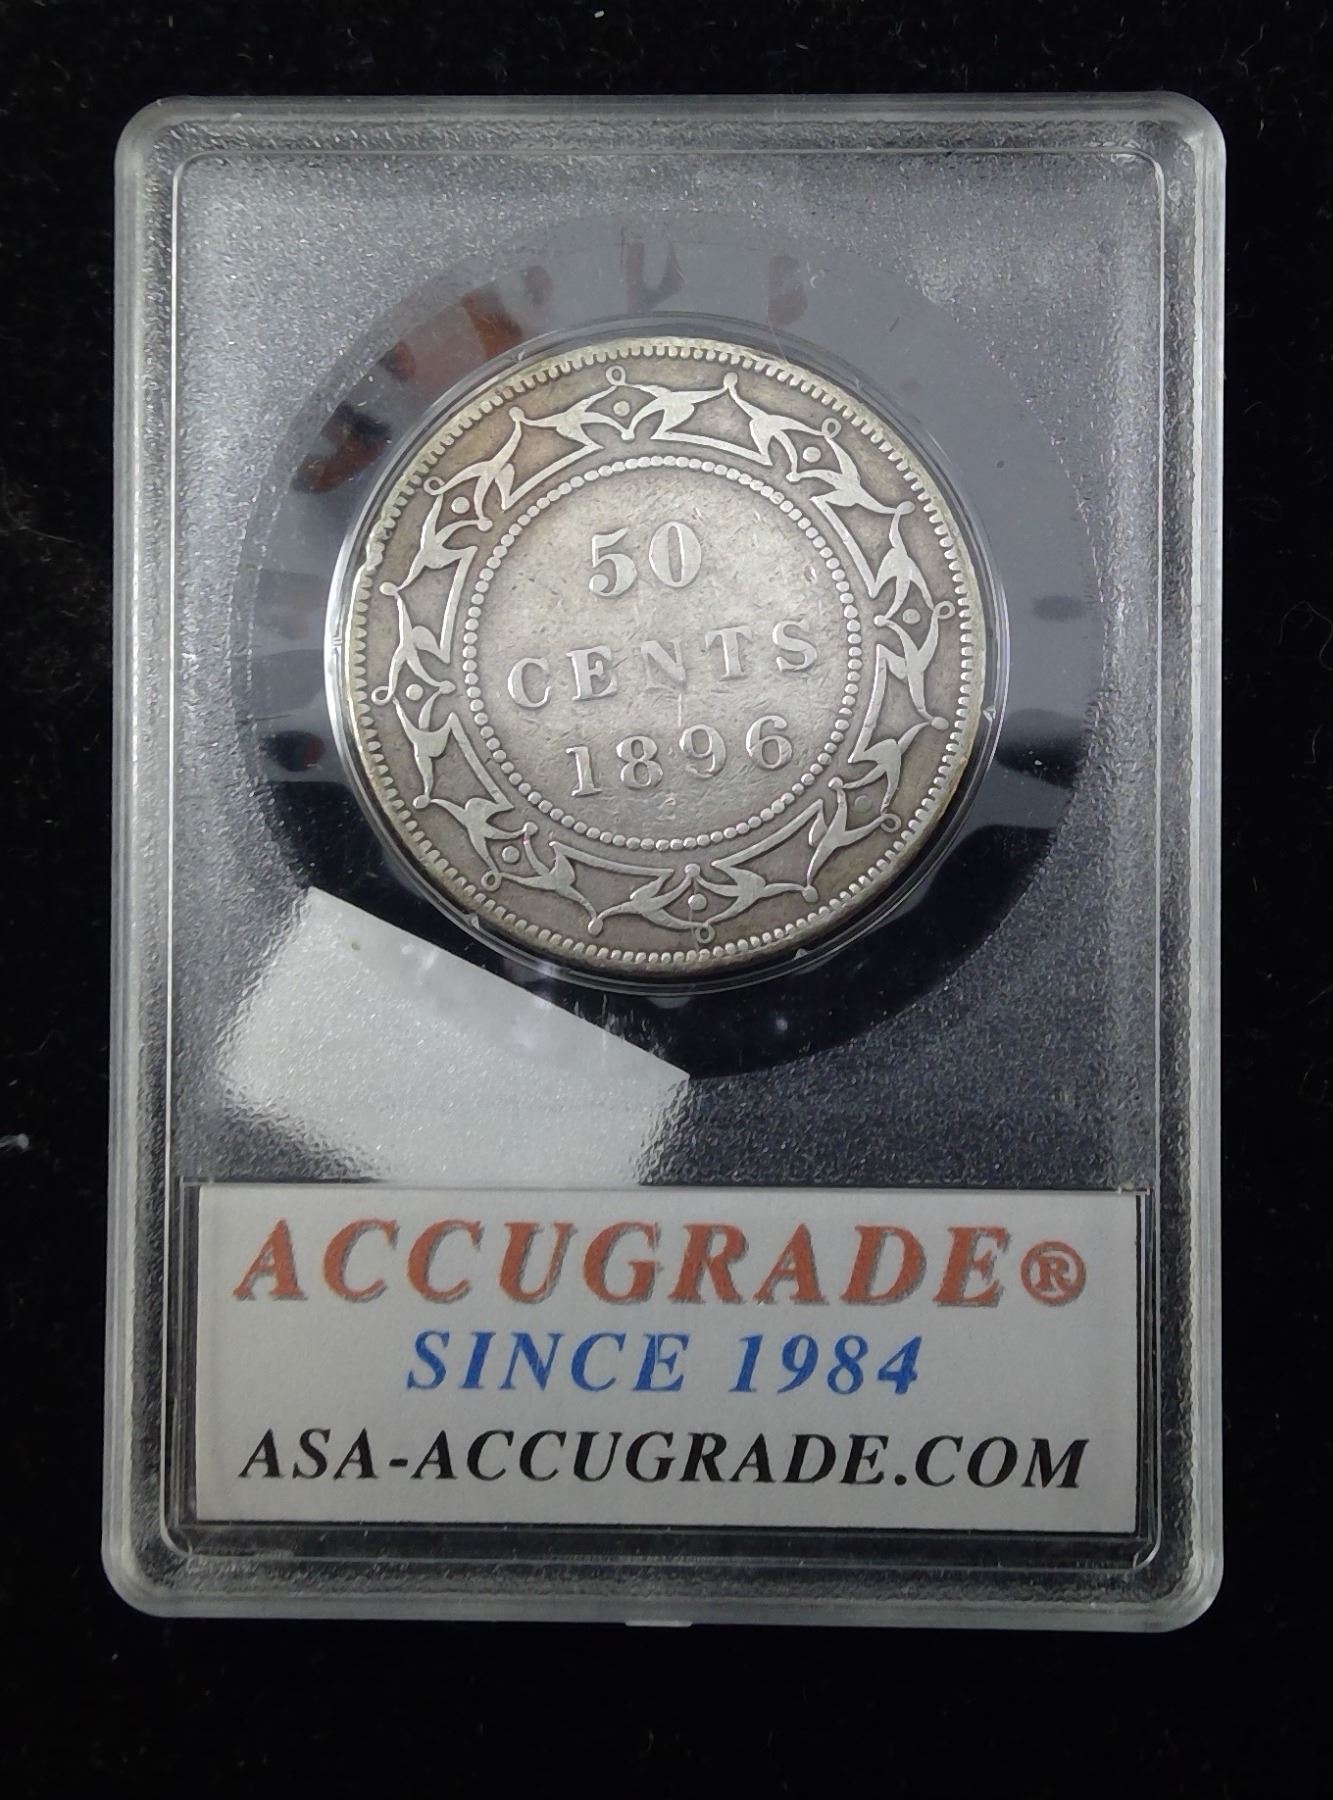 50
CENTS
1896
ACCUGRADE®
SINCE 1984
ASA-ACCUGRADE.COM